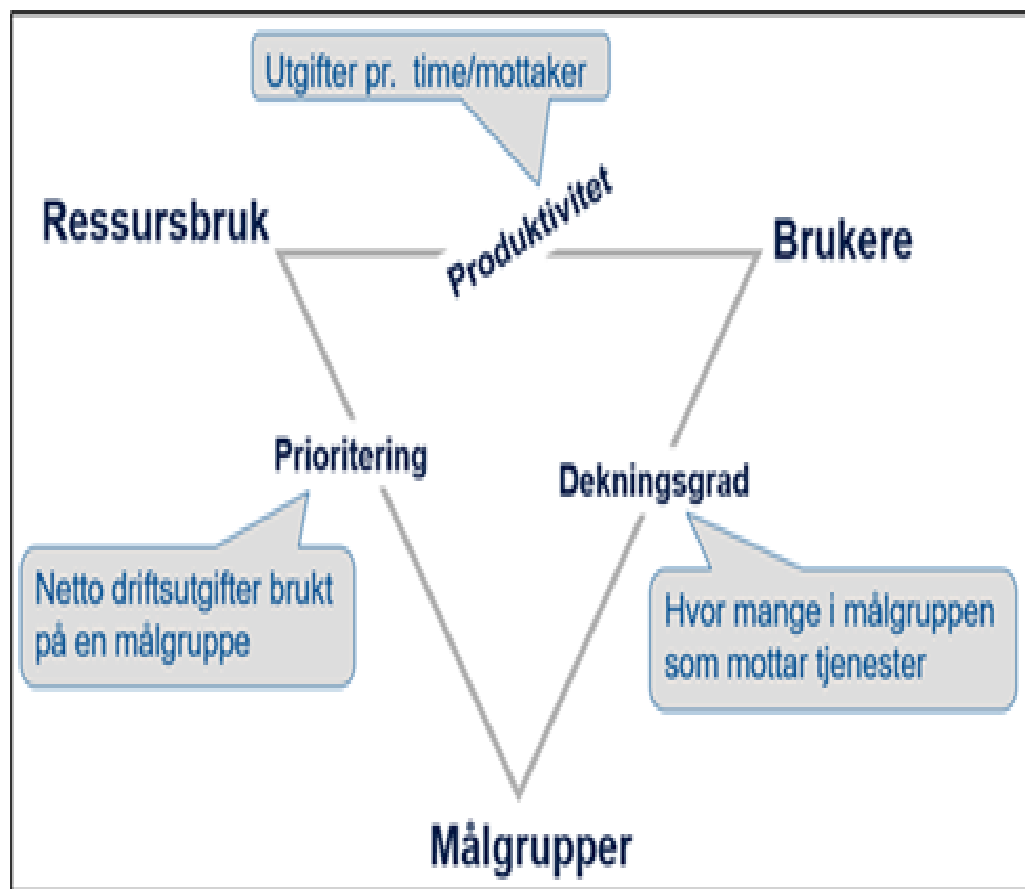 Utgifter pr. time/mottaker
Ressursbruk
Produktivitet
Brukere
Prioritering
Dekningsgrad
Netto driftsutgifter brukt
på en målgruppe
Hvor mange i målgruppen
som mottar tjenester
Målgrupper